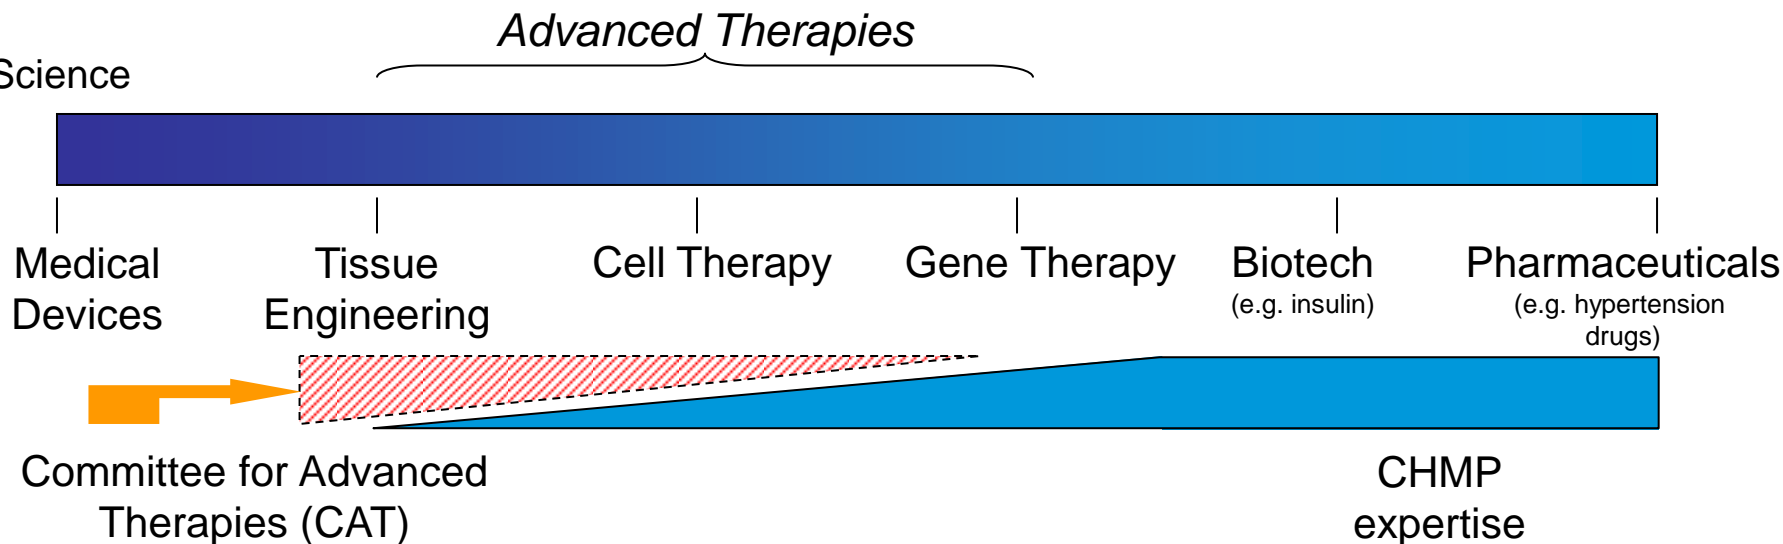 Advanced Therapies
Science
Medical
Devices
Tissue
Engineering
Cell Therapy
Gene Therapy
Biotech
(e.g. insulin)
Pharmaceuticals
(e.g. hypertension
drugs)
Committee for Advanced
Therapies (CAT)
CHMP
expertise